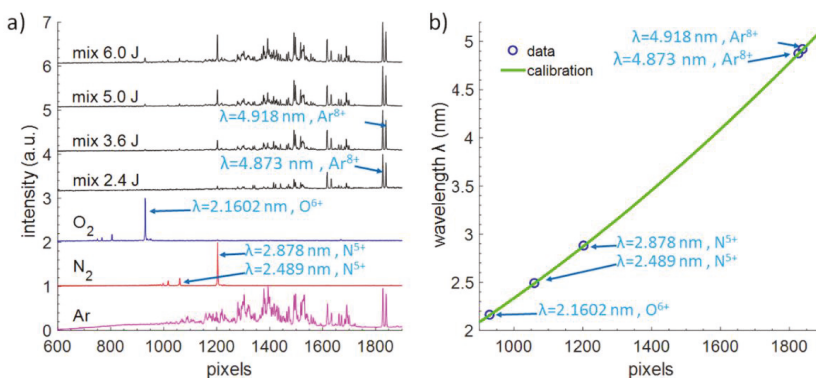 a)
7
6
5
4
3
2
1
0
intensity (a.u.)
mix 6.0 J
mix 5.0 J
λ=4.918 nm , Ar8+
mix 3.6 J
λ=4.873 nm , Ar8+
mix 2.4 J
λ=2.1602 nm , O6+
O2
λ=2.878 nm , N5+
N2
λ=2.489 nm , N5+
Ar
600 800 1000 1200 1400 1600 1800
pixels
b)
5
4.5
4
3.5
3
2.5
2
wavelength λ (nm)
λ=4.918 nm , Ar8+
data
λ=4.873 nm , Ar8+
calibration
λ=2.878 nm , N5+
λ=2.489 nm , N5+
λ=2.1602 nm , O6+
1000 1200 1400 1600 1800
pixels